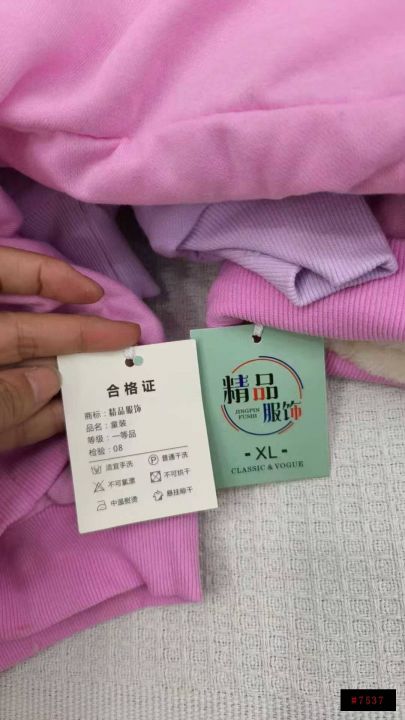 合格证
商标：精品服饰
品名：童装
等级：一等品
检验：08
适宜手洗
普通干洗
不可氯漂
不可烘干
中温熨烫
悬挂晾干
精品
JINGPIN
FUSHI
服饰
- XL -
CLASSIC & VOGUE
#7537